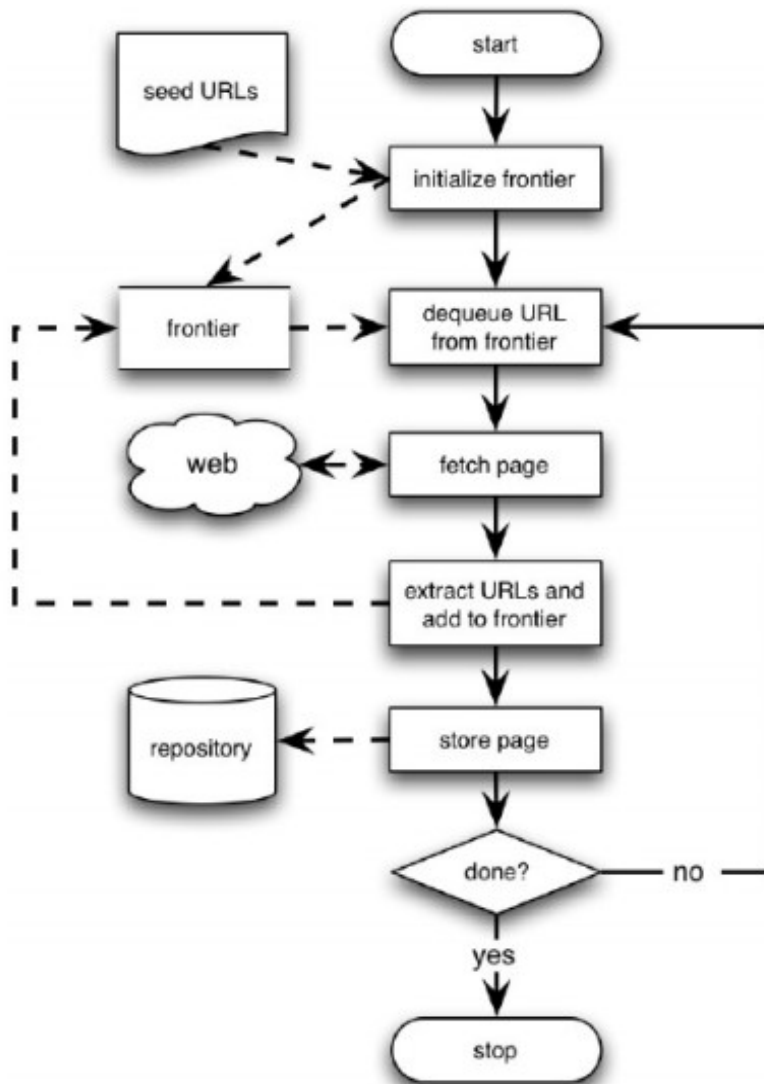 start
seed URLs
initialize frontier
frontier
dequeue URL
from frontier
web
fetch page
extract URLs and
add to frontier
repository
store page
done?
no
yes
stop